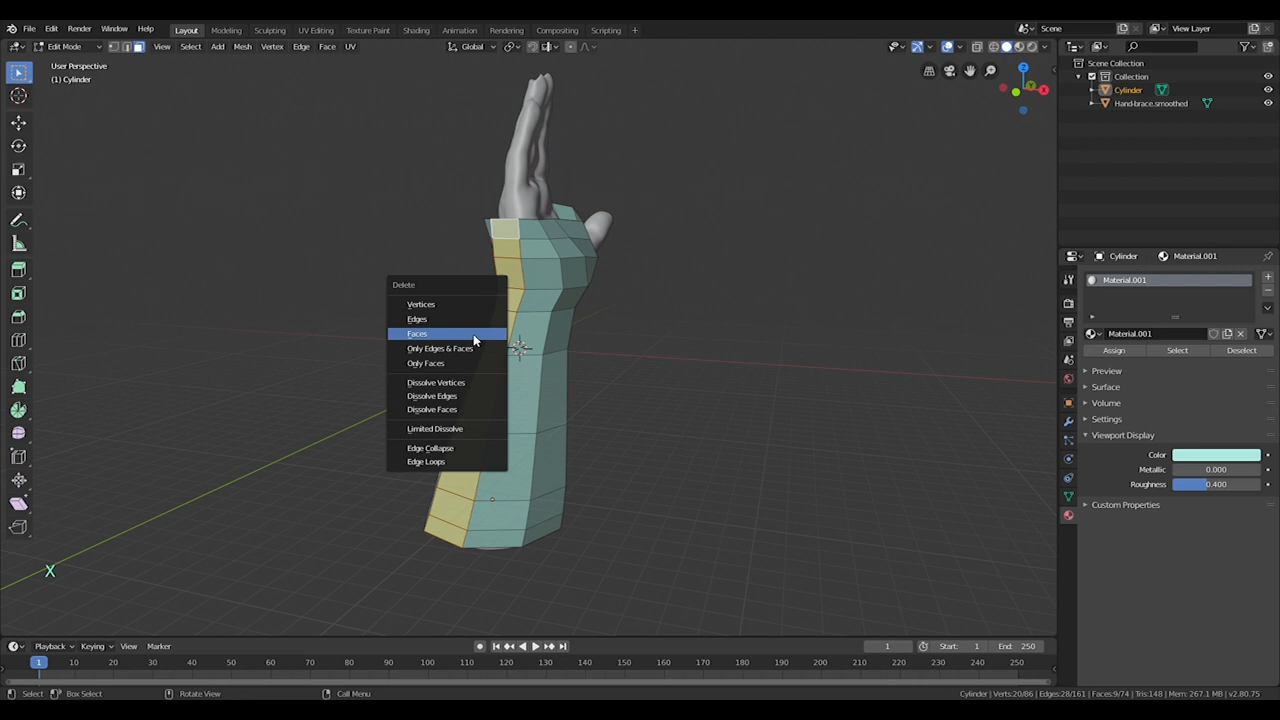 File Edit Render Window Help Layout Modeling Sculpting UV Editing Texture Paint Shading Animation Rendering Compositing Scripting Scene View Layer
Edit Mode View Select Add Mesh Vertex Edge Face UV Global
User Perspective
(1) Cylinder
Z
X
Y
Scene Collection
Collection
Cylinder
Hand-brace.smoothed
Cylinder Material.001
Material.001
Material.001
Assign Select Deselect
Preview
Surface
Volume
Settings
Viewport Display
Color
Metallic 0.000
Roughness 0.400
Custom Properties
Delete
Vertices
Edges
Faces
Only Edges & Faces
Only Faces
Dissolve Vertices
Dissolve Edges
Dissolve Faces
Limited Dissolve
Edge Collapse
Edge Loops
X
Playback Keying View Marker 1 Start: 1 End: 250
1 10 20 30 40 50 60 70 80 90 100 110 120 130 140 150 160 170 180 190 200 210 220 230 240 250
Select Box Select Rotate View Call Menu Cylinder | Verts:20/86 | Edges:28/161 | Faces:9/74 | Tris:148 | Mem: 267.1 MB | v2.80.75